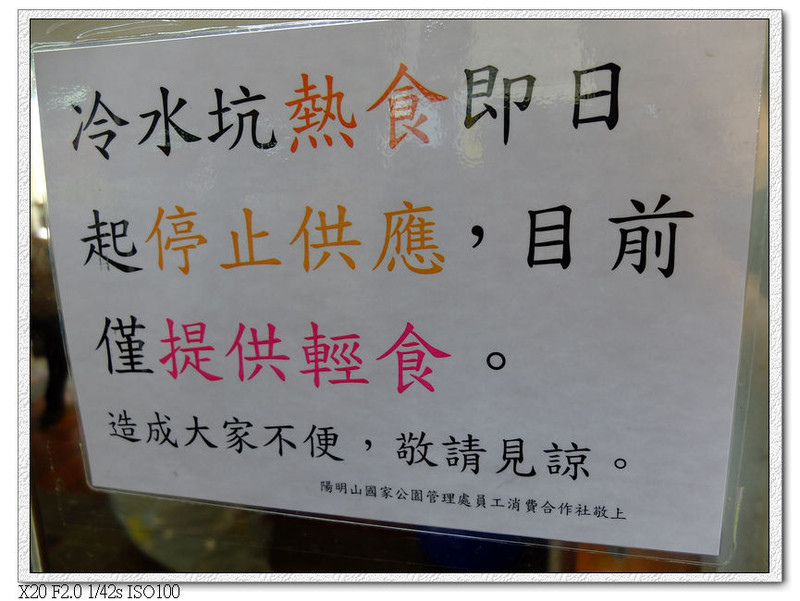 冷水坑熱食即日
起停止供應，目前
僅提供輕食。
造成大家不便，敬請見諒。
陽明山國家公園管理處員工消費合作社敬上
X20 F2.0 1/42s ISO100